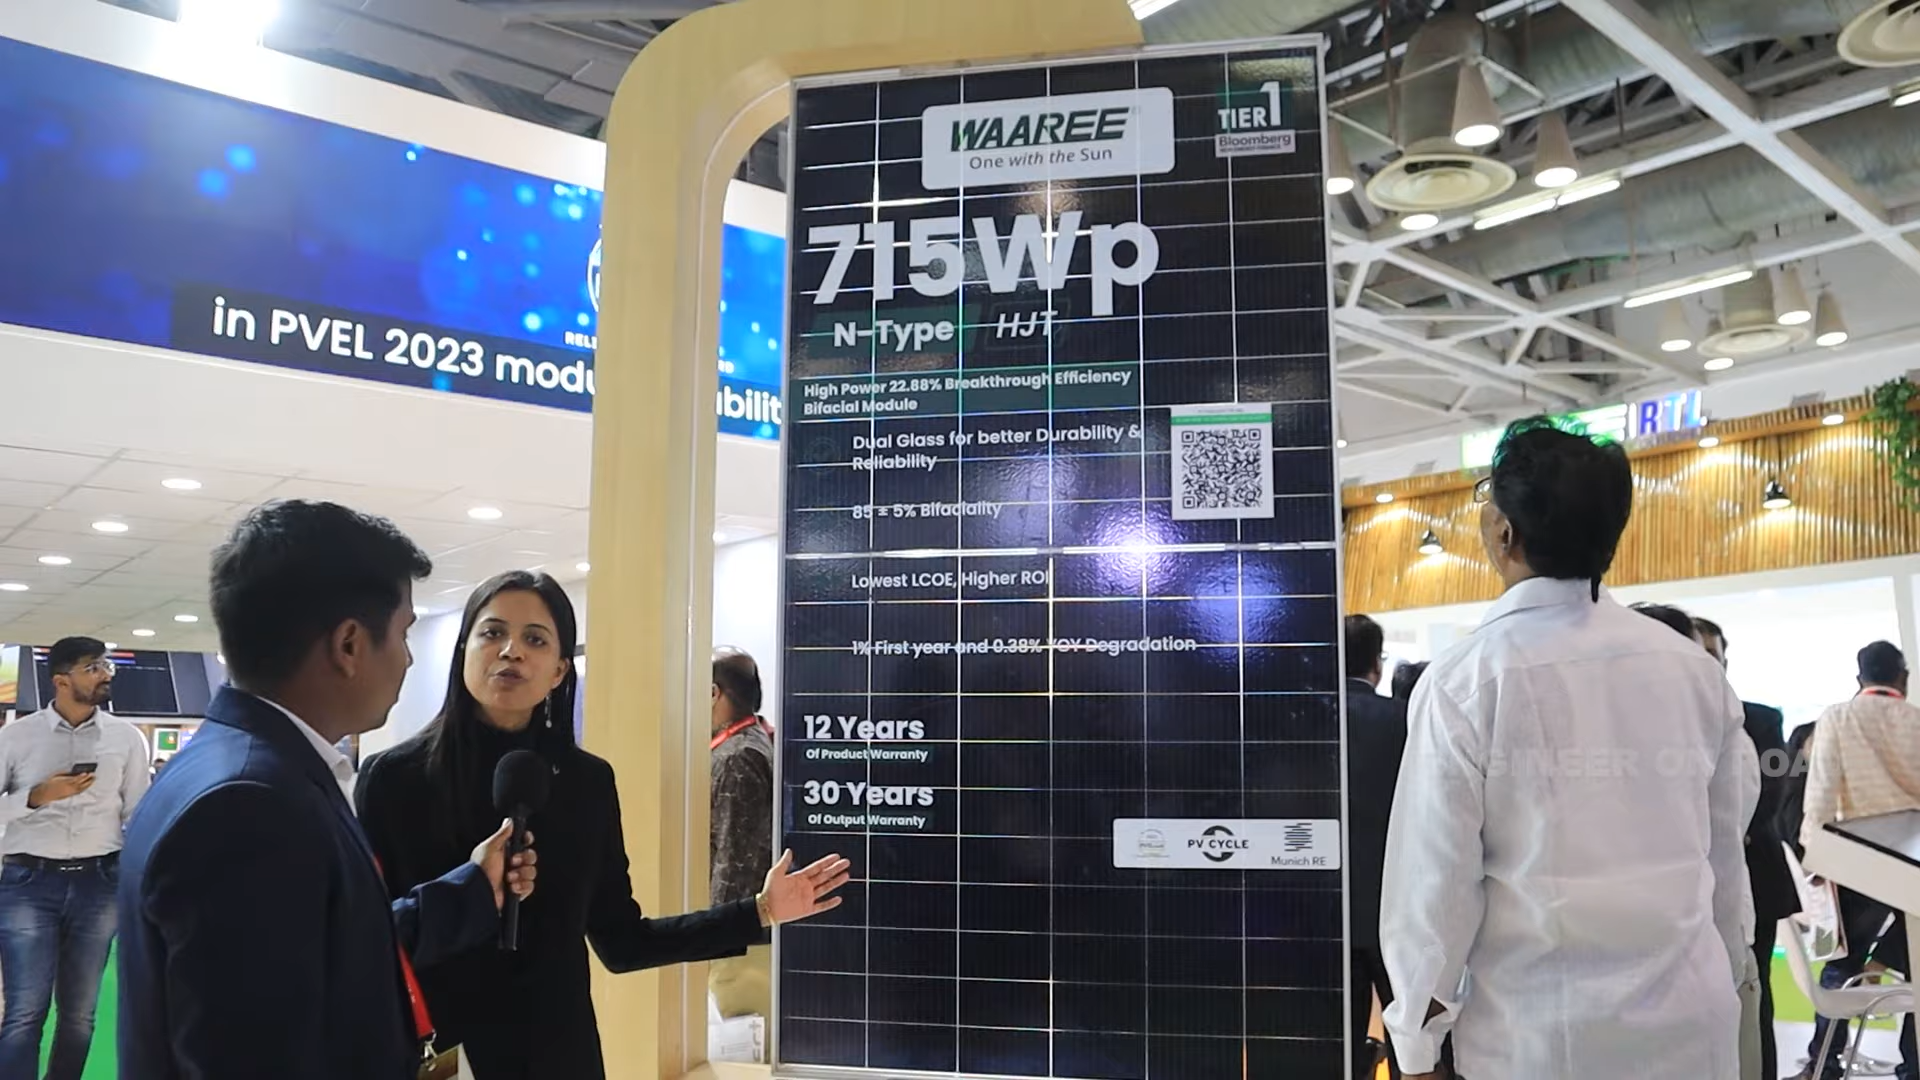 in PVEL 2023 modu
ibilit
WAAREE
One with the Sun
TIER 1
Bloomberg
715Wp
N-Type HJT
High Power 22.88% Breakthrough Efficiency
Bifacial Module
Dual Glass for better Durability &
Reliability
85 ± 5% Bifaciality
Lowest LCOE, Higher ROI
1% First year and 0.38% YOY Degradation
12 Years
Of Product Warranty
30 Years
Of Output Warranty
PV CYCLE
Munich RE
RTL